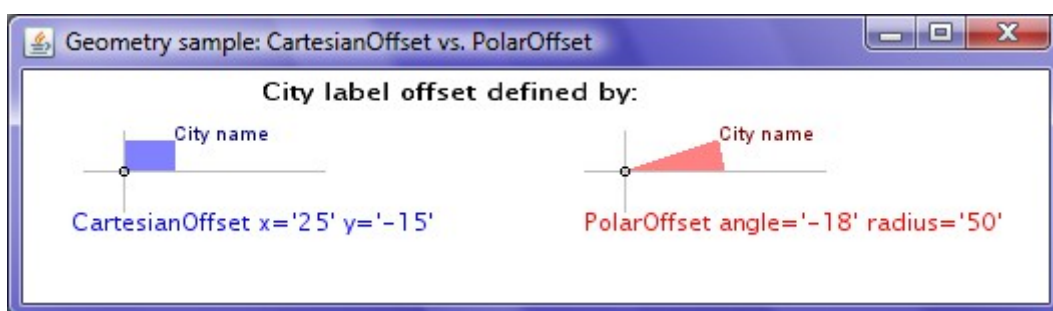 Geometry sample: CartesianOffset vs. PolarOffset
City label offset defined by:
City name
City name
CartesianOffset x='25' y='-15'
PolarOffset angle='-18' radius='50'